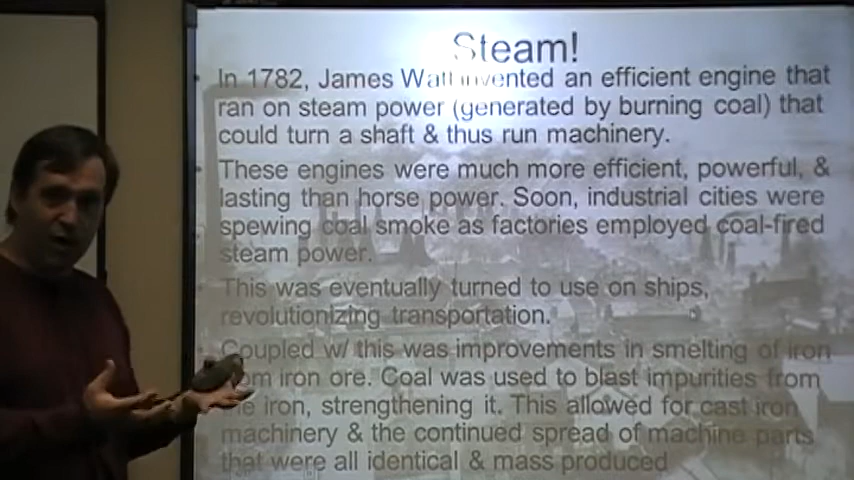 Steam!
In 1782, James Watt invented an efficient engine that
ran on steam power (generated by burning coal) that
could turn a shaft & thus run machinery.
These engines were much more efficient, powerful, &
lasting than horse power. Soon, industrial cities were
spewing coal smoke as factories employed coal-fired
steam power.
This was eventually turned to use on ships,
revolutionizing transportation.
Coupled w/ this was improvements in smelting of iron
from iron ore. Coal was used to blast impurities from
the iron, strengthening it. This allowed for cast iron
machinery & the continued spread of machine parts
that were all identical & mass produced